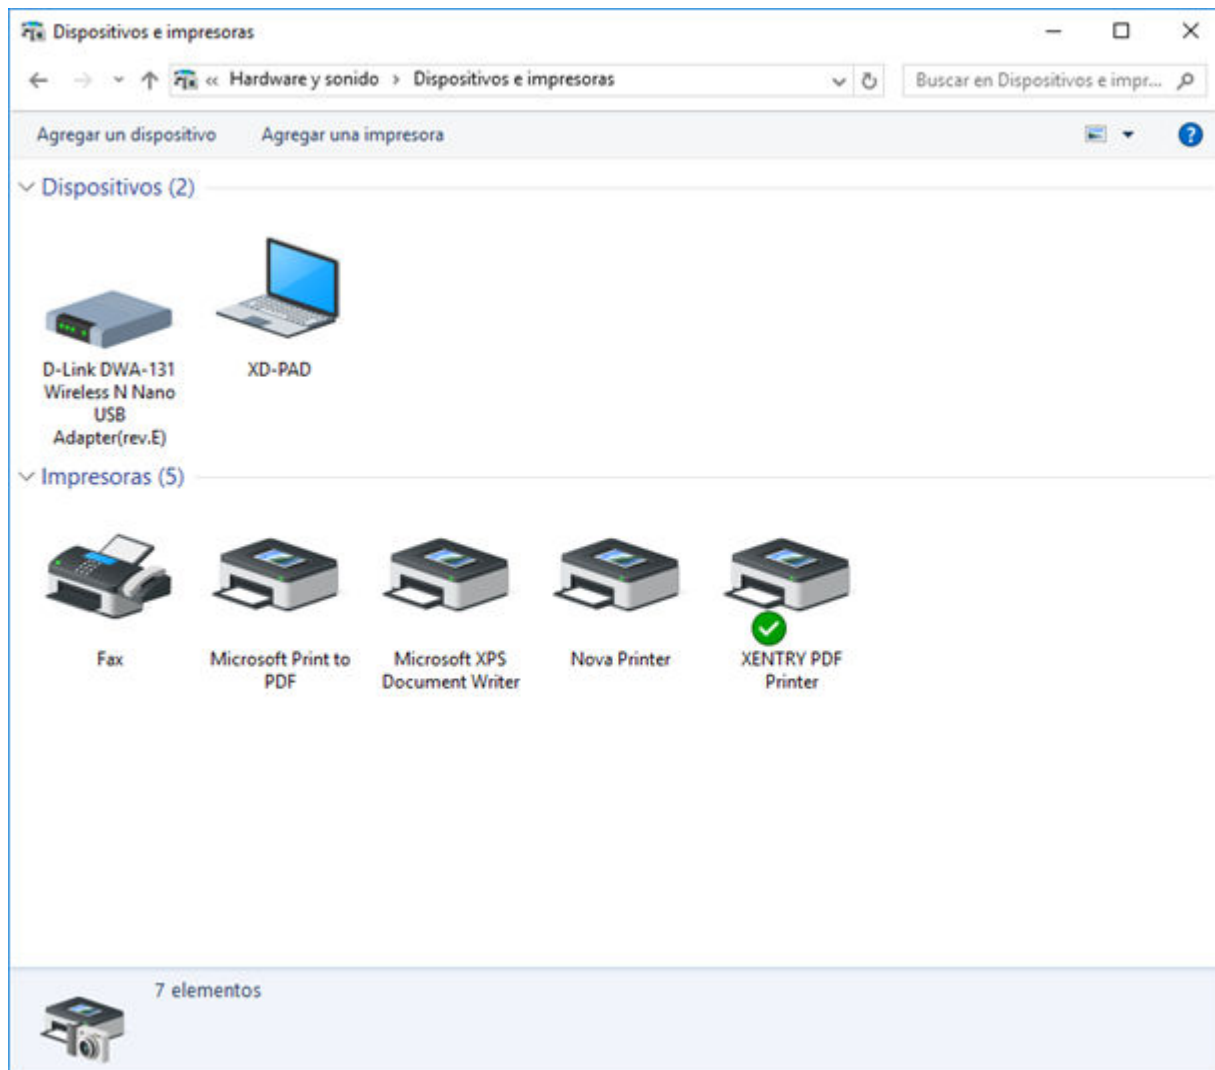 Dispositivos e impresoras
« Hardware y sonido > Dispositivos e impresoras
Buscar en Dispositivos e impr...
Agregar un dispositivo Agregar una impresora
Dispositivos (2)
D-Link DWA-131
Wireless N Nano
USB
Adapter(rev.E)
XD-PAD
Impresoras (5)
Fax
Microsoft Print to
PDF
Microsoft XPS
Document Writer
Nova Printer
XENTRY PDF
Printer
7 elementos